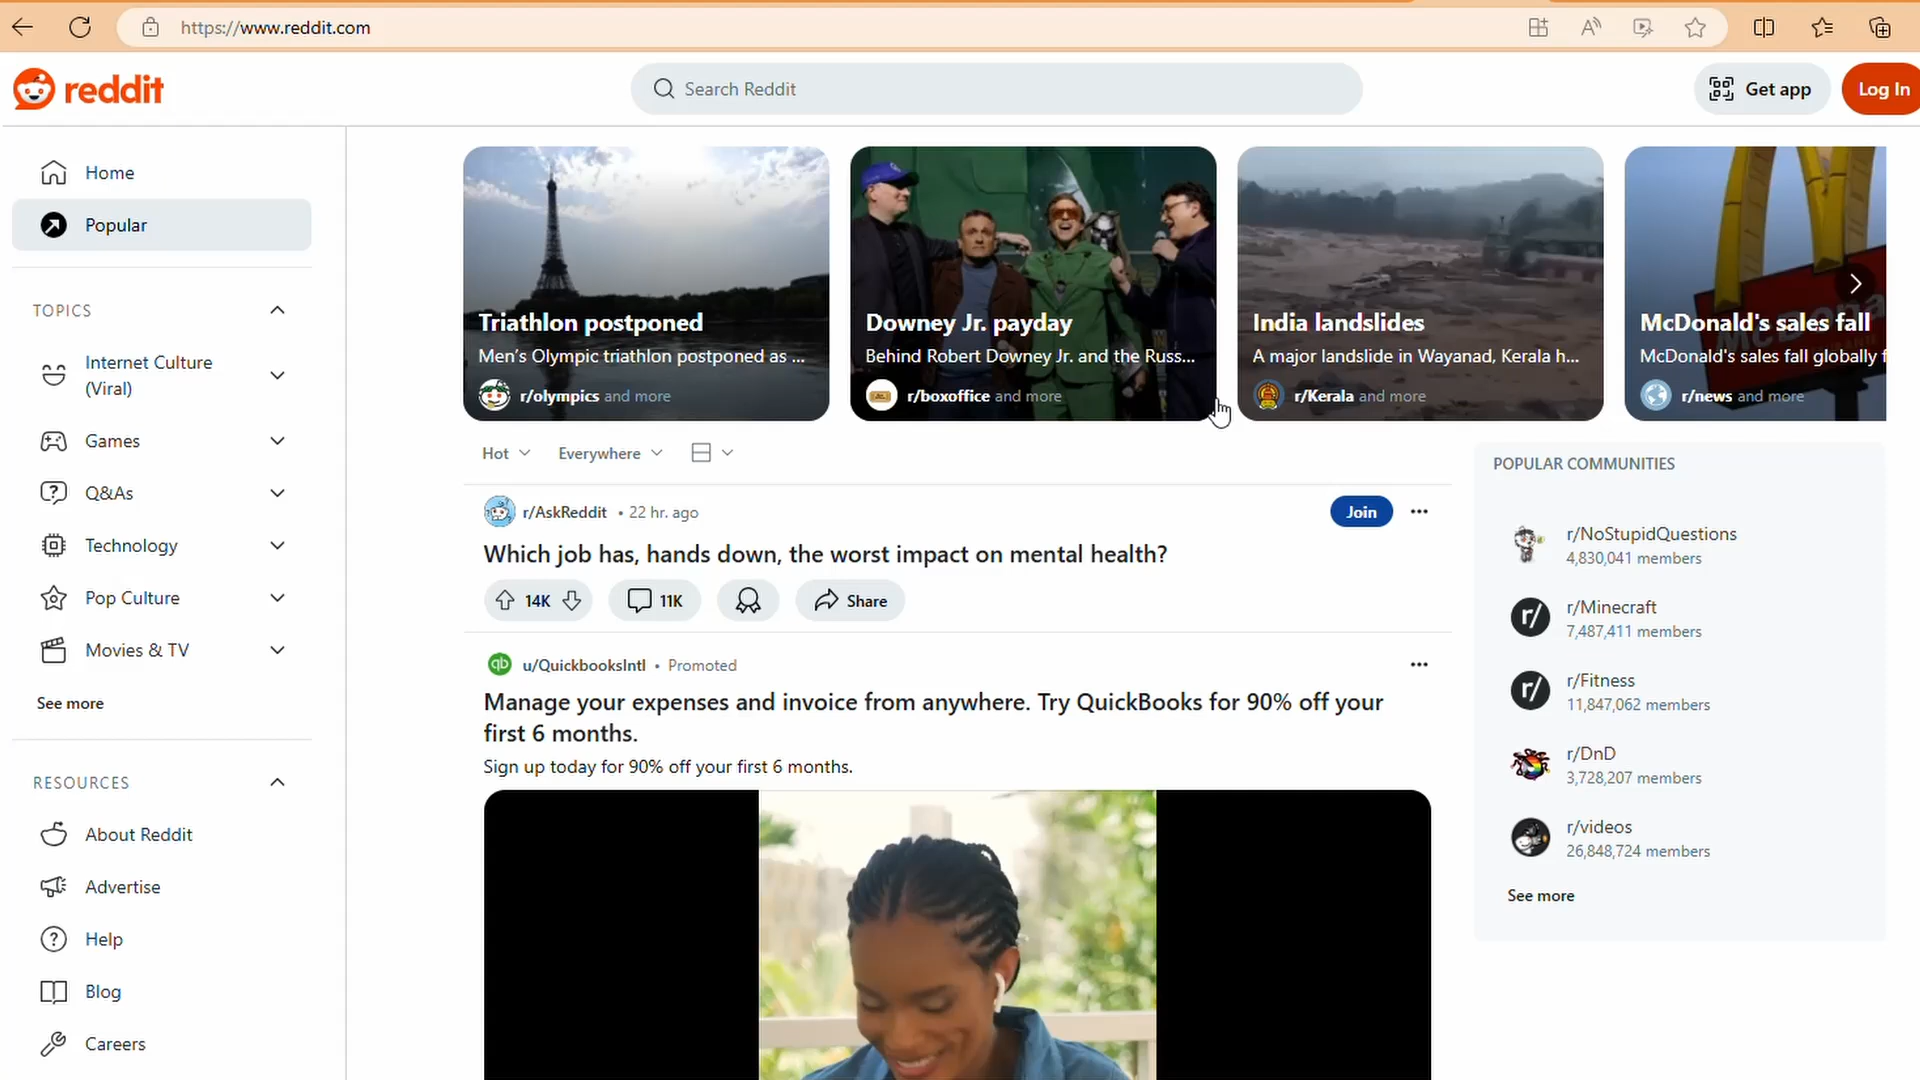 https://www.reddit.com
reddit
Search Reddit
Get app
Log In
Home
Popular
TOPICS
Internet Culture
(Viral)
Games
Q&As
Technology
Pop Culture
Movies & TV
See more
RESOURCES
About Reddit
Advertise
Help
Blog
Careers
Triathlon postponed
Men's Olympic triathlon postponed as ...
r/olympics and more
Downey Jr. payday
Behind Robert Downey Jr. and the Russ...
r/boxoffice and more
India landslides
A major landslide in Wayanad, Kerala h...
r/Kerala and more
McDonald's sales fall
McDonald's sales fall globally f
r/news and more
Hot
Everywhere
r/AskReddit • 22 hr. ago
Join
Which job has, hands down, the worst impact on mental health?
14K
11K
Share
qb
u/QuickbooksIntl • Promoted
Manage your expenses and invoice from anywhere. Try QuickBooks for 90% off your
first 6 months.
Sign up today for 90% off your first 6 months.
POPULAR COMMUNITIES
r/NoStupidQuestions
4,830,041 members
r/
r/Minecraft
7,487,411 members
r/
r/Fitness
11,847,062 members
r/DnD
3,728,207 members
r/videos
26,848,724 members
See more